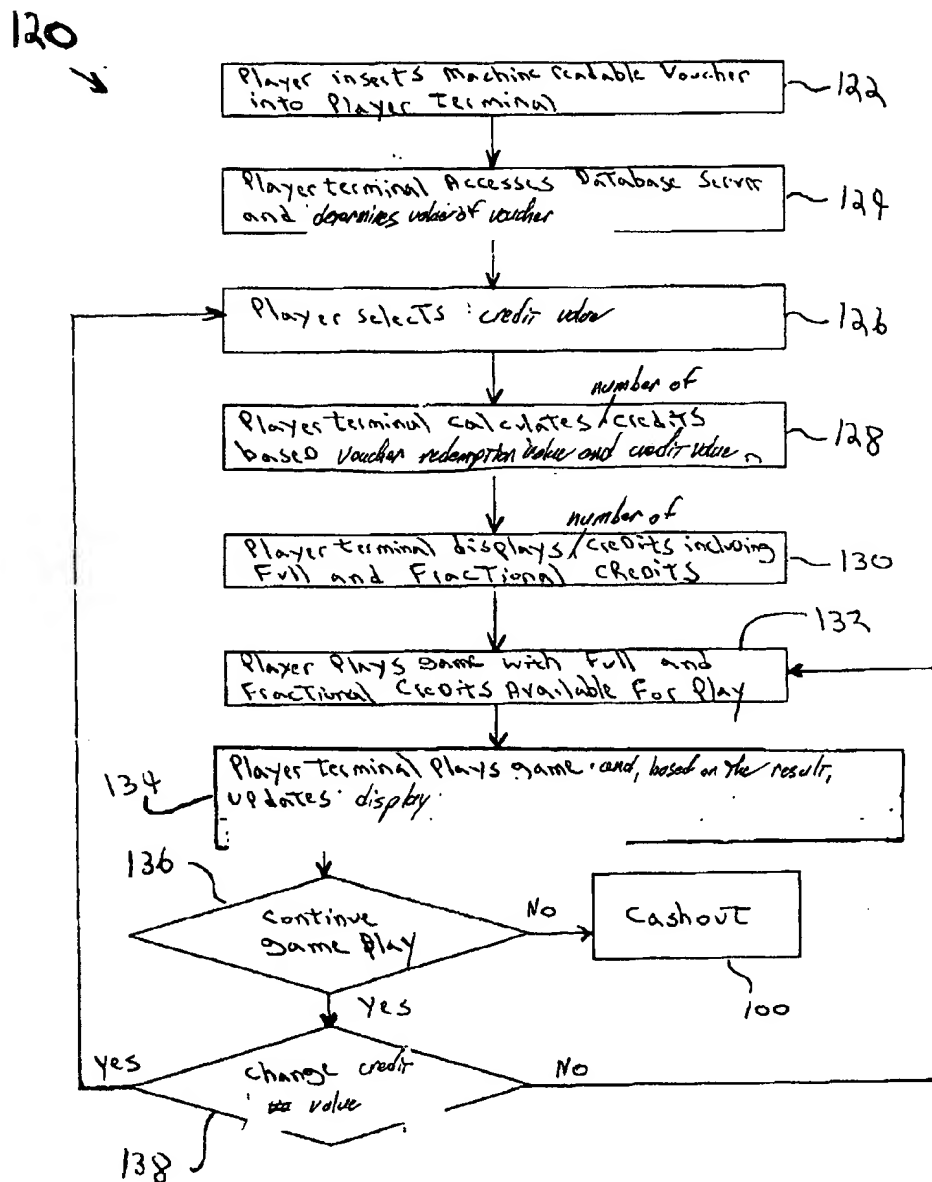 120
Player inserts Machine readable Voucher
into Player Terminal
122
Player terminal Accesses Database Server
and determines value of voucher
124
Player selects credit value
126
number of
Player terminal calculates credits
based voucher redemption value and credit value
128
number of
Player terminal displays credits including
Full and Fractional Credits
130
132
Player Plays game with Full and
Fractional Credits Available For Play
Player Terminal Plays game and, based on the result,
updates display
134
136
continue
game Play
No
Cashout
100
Yes
Yes
change credit
value
No
138